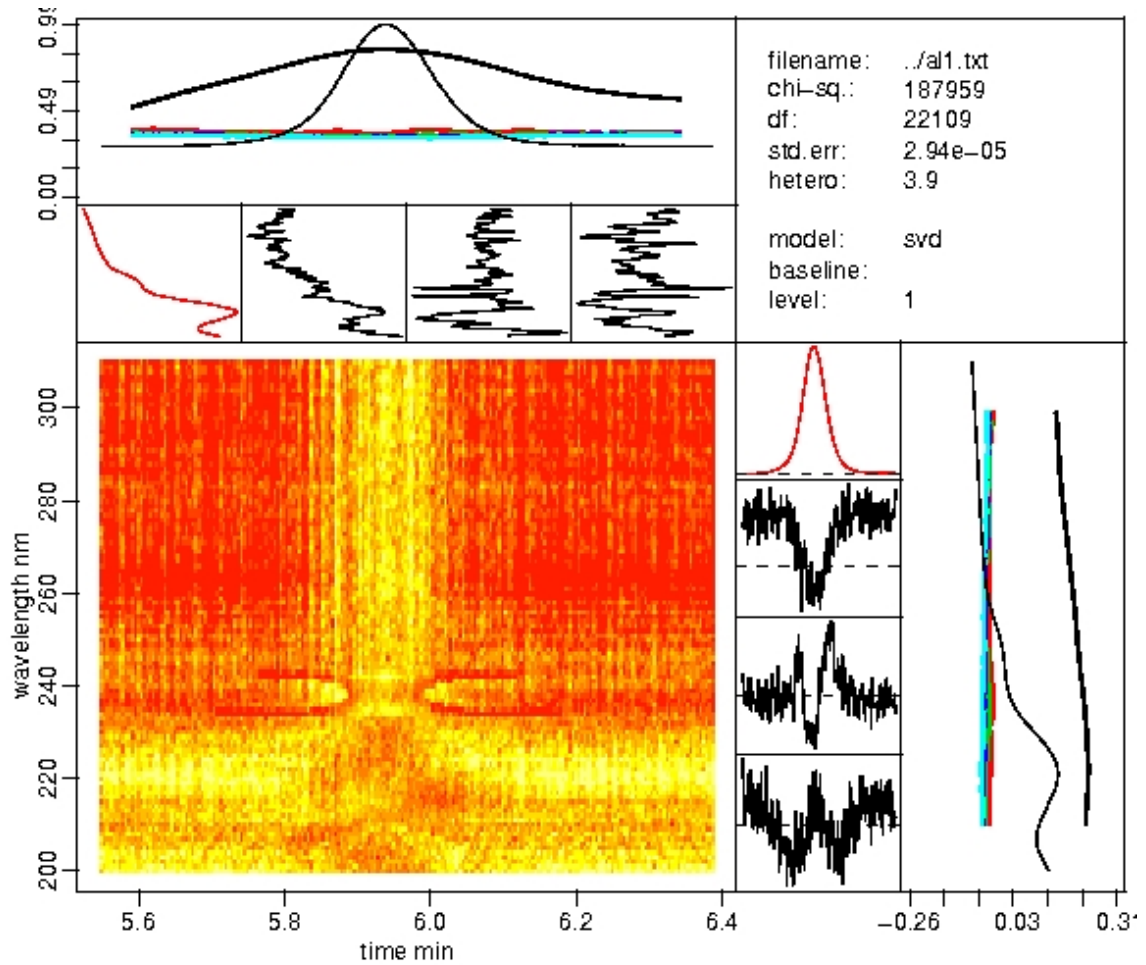 0.99
0.49
0.00
filename: ../al1.txt
chi-sq.: 187959
df: 22109
std.err: 2.94e-05
hetero: 3.9
model: svd
baseline:
level: 1
wavelength nm
300
280
260
240
220
200
5.6 5.8 6.0 6.2 6.4
time min
-0.26 0.03 0.31